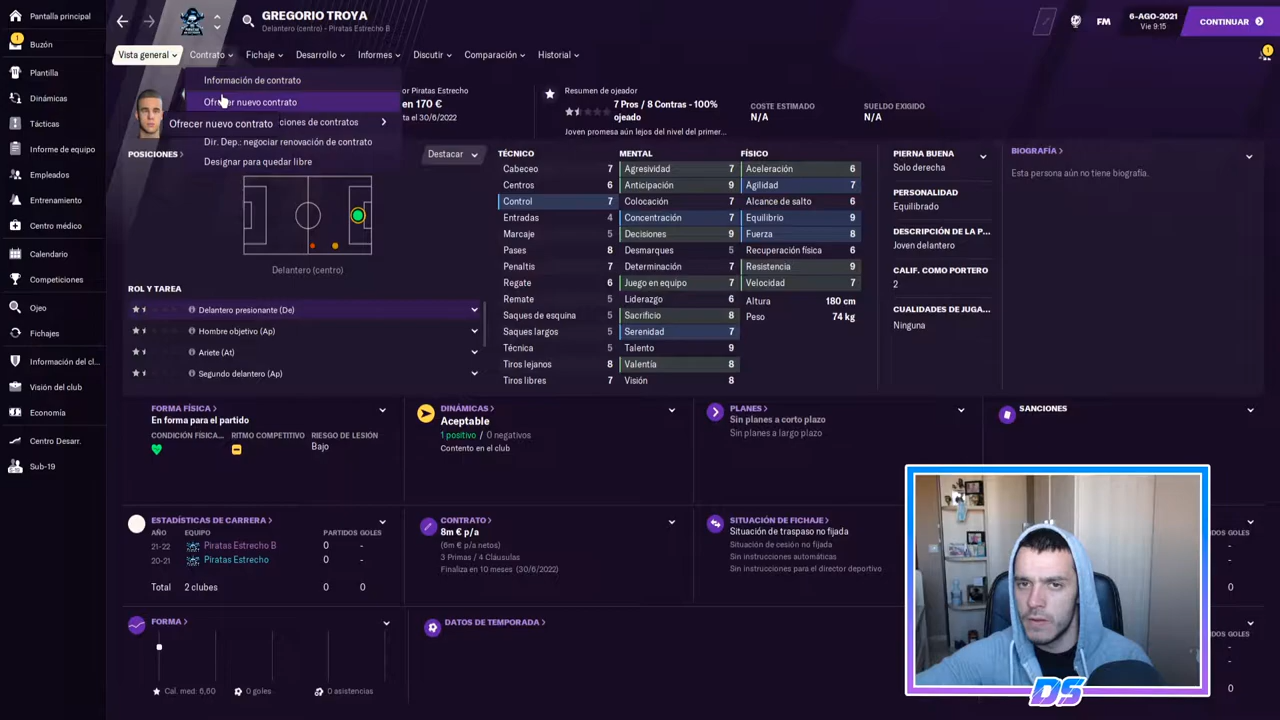 Pantalla principal
GREGORIO TROYA
Delantero (centro) - Piratas Estrecho B
FM
6-AGO-2021
Vie 9:15
CONTINUAR
1
Buzón
Vista general
Contrato
Fichaje
Desarrollo
Informes
Discutir
Comparación
Historial
1
Plantilla
Dinámicas
Tácticas
Informe de equipo
Empleados
Entrenamiento
Centro médico
Calendario
Competiciones
Ojeo
Fichajes
Información del cl...
Visión del club
Economía
Centro Desarr.
Sub-19
Información de contrato
Ofrecer nuevo contrato
Ofrecer nuevo contrato
ciones de contratos
Dir. Dep.: negociar renovación de contrato
Designar para quedar libre
or Piratas Estrecho
en 170 €
ta el 30/6/2022
Resumen de ojeador
7 Pros / 8 Contras - 100%
ojeado
Joven promesa aún lejos del nivel del primer...
COSTE ESTIMADO
N/A
SUELDO EXIGIDO
N/A
POSICIONES
Destacar
Delantero (centro)
ROL Y TAREA
Delantero presionante (De)
Hombre objetivo (Ap)
Ariete (At)
Segundo delantero (Ap)
TÉCNICO
Cabeceo 7
Centros 6
Control 7
Entradas 4
Marcaje 5
Pases 8
Penaltis 7
Regate 6
Remate 5
Saques de esquina 5
Saques largos 5
Técnica 5
Tiros lejanos 8
Tiros libres 7
MENTAL
Agresividad 7
Anticipación 9
Colocación 7
Concentración 7
Decisiones 9
Desmarques 5
Determinación 7
Juego en equipo 7
Liderazgo 6
Sacrificio 8
Serenidad 7
Talento 9
Valentía 8
Visión 8
FÍSICO
Aceleración 6
Agilidad 7
Alcance de salto 6
Equilibrio 9
Fuerza 8
Recuperación física 6
Resistencia 9
Velocidad 7
Altura 180 cm
Peso 74 kg
PIERNA BUENA
Solo derecha
PERSONALIDAD
Equilibrado
DESCRIPCIÓN DE LA P...
Joven delantero
CALIF. COMO PORTERO
2
CUALIDADES DE JUGA...
Ninguna
BIOGRAFÍA
Esta persona aún no tiene biografía.
FORMA FÍSICA
En forma para el partido
CONDICIÓN FÍSICA...
RITMO COMPETITIVO
RIESGO DE LESIÓN
Bajo
DINÁMICAS
Aceptable
1 positivo / 0 negativos
Contento en el club
PLANES
Sin planes a corto plazo
Sin planes a largo plazo
SANCIONES
ESTADÍSTICAS DE CARRERA
AÑO EQUIPO PARTIDOS GOLES
21-22 Piratas Estrecho B 0 -
20-21 Piratas Estrecho 0 -
Total 2 clubes 0 0
CONTRATO
8m € p/a
(6m € p/a netos)
3 Primas / 4 Cláusulas
Finaliza en 10 meses (30/6/2022)
SITUACIÓN DE FICHAJE
Situación de traspaso no fijada
Situación de cesión no fijada
Sin instrucciones automáticas
Sin instrucciones para el director deportivo
GOLES
-
-
0
FORMA
Cal. med: 6,60
0 goles
0 asistencias
DATOS DE TEMPORADA
GOLES
-
-
0
DS